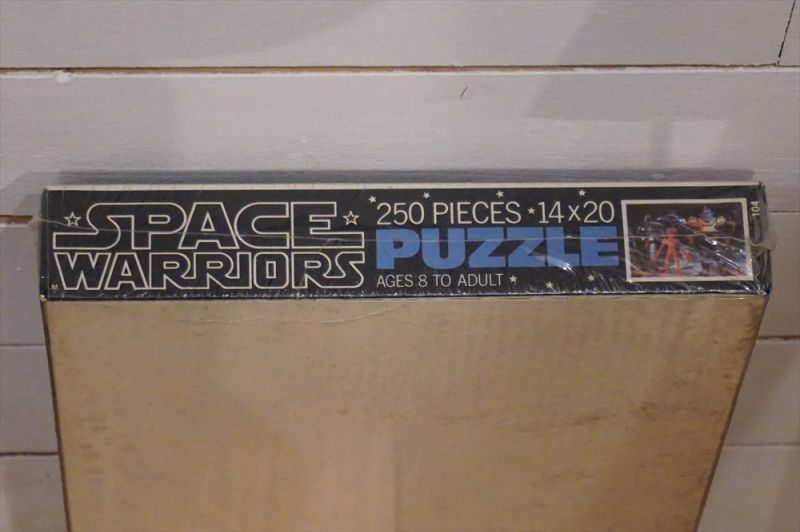 SPACE
WARRIORS
250 PIECES 14 x 20
PUZZLE
AGES 8 TO ADULT
104